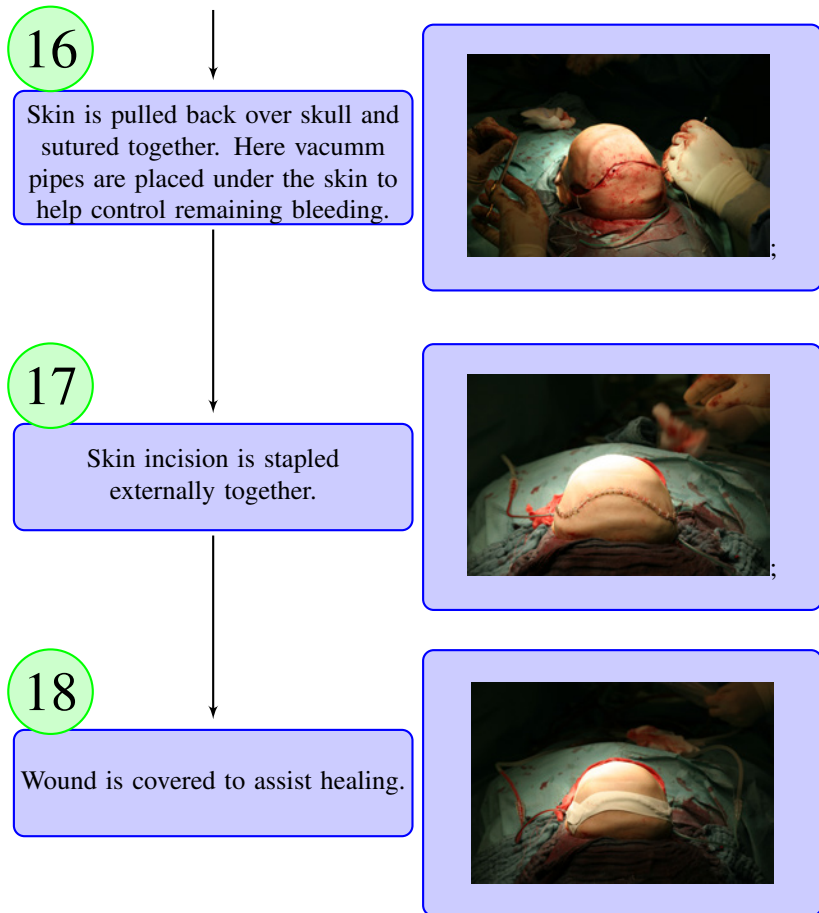 16
Skin is pulled back over skull and
sutured together. Here vacumm
pipes are placed under the skin to
help control remaining bleeding.
;
17
Skin incision is stapled
externally together.
;
18
Wound is covered to assist healing.